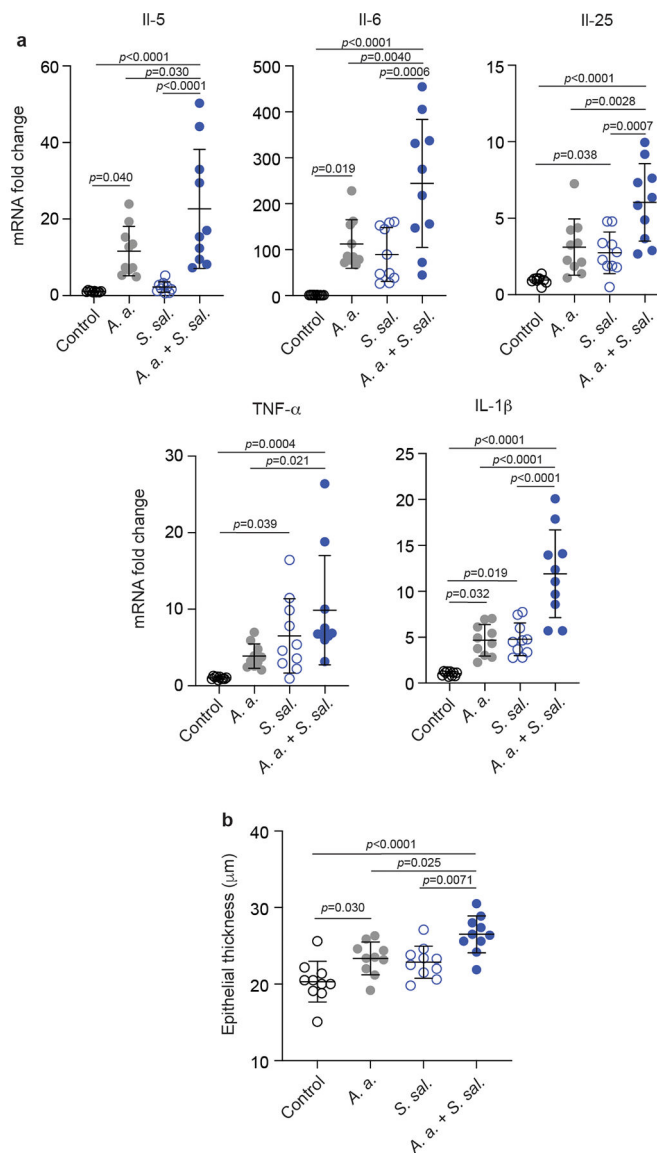 a
Il-5
mRNA fold change
60
40
20
0
p<0.0001
p=0.030
p<0.0001
p=0.040
Control
A. a.
S. sal.
A. a. + S. sal.
Il-6
500
400
300
200
100
0
p<0.0001
p=0.0040
p=0.0006
p=0.019
Control
A. a.
S. sal.
A. a. + S. sal.
Il-25
15
10
5
0
p<0.0001
p=0.0028
p=0.0007
p=0.038
Control
A. a.
S. sal.
A. a. + S. sal.
TNF-α
mRNA fold change
30
20
10
0
p=0.0004
p=0.021
p=0.039
Control
A. a.
S. sal.
A. a. + S. sal.
IL-1β
25
20
15
10
5
0
p<0.0001
p<0.0001
p<0.0001
p=0.019
p=0.032
Control
A. a.
S. sal.
A. a. + S. sal.
b
Epithelial thickness (μm)
40
30
20
10
p<0.0001
p=0.025
p=0.0071
p=0.030
Control
A. a.
S. sal.
A. a. + S. sal.